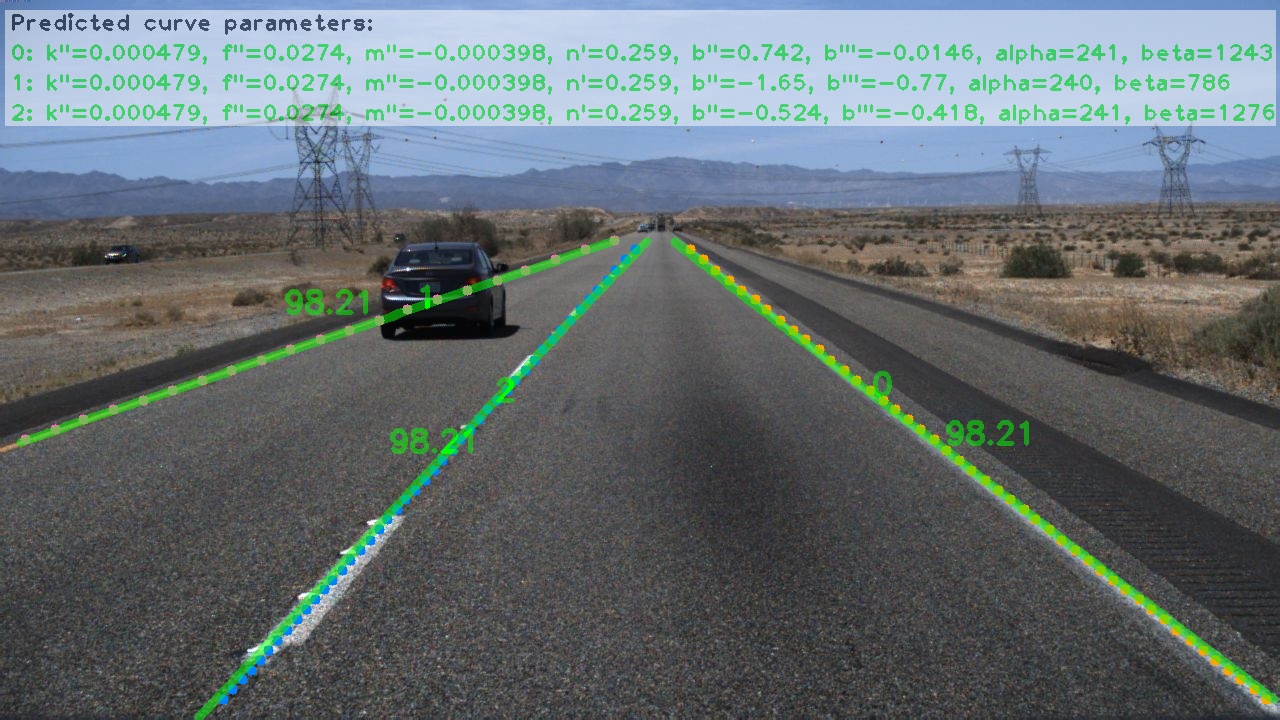 Predicted curve parameters:
0: k''=0.000479, f''=0.0274, m''=-0.000398, n'=0.259, b''=0.742, b'''=-0.0146, alpha=241, beta=1243
1: k''=0.000479, f''=0.0274, m''=-0.000398, n'=0.259, b''=-1.65, b'''=-0.77, alpha=240, beta=786
2: k''=0.000479, f''=0.0274, m''=-0.000398, n'=0.259, b''=-0.524, b'''=-0.418, alpha=241, beta=1276
98.21
1
2
0
98.21
98.21